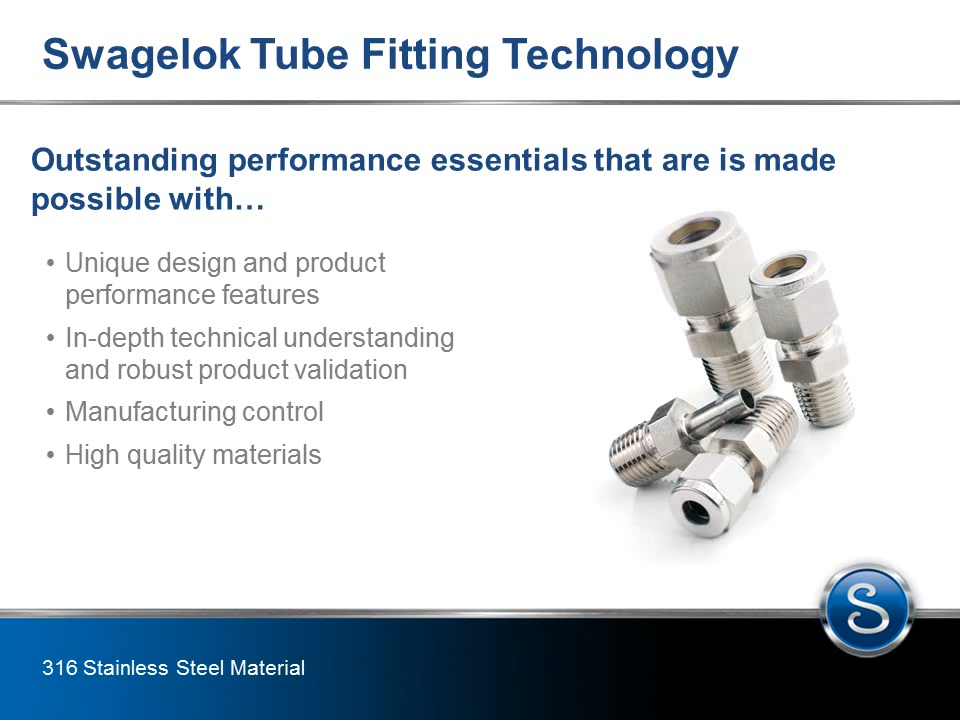 Swagelok Tube Fitting Technology
Outstanding performance essentials that are is made
possible with…
• Unique design and product
performance features
• In-depth technical understanding
and robust product validation
• Manufacturing control
• High quality materials
S
316 Stainless Steel Material